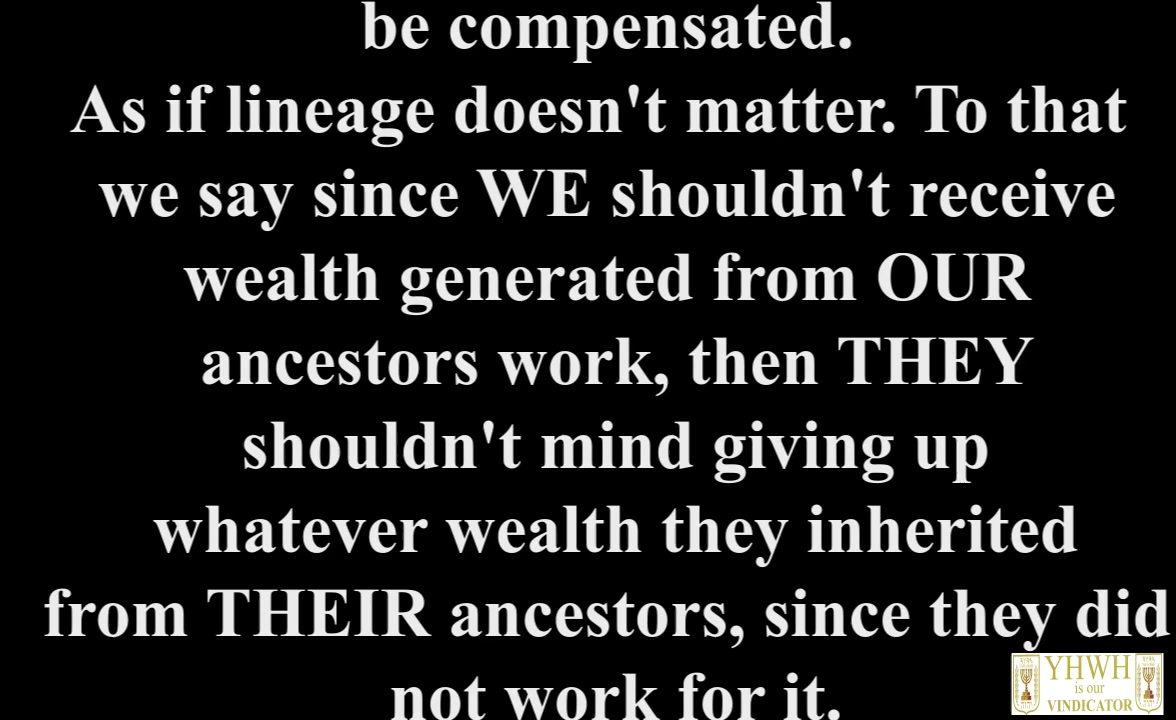 be compensated.
As if lineage doesn't matter. To that
we say since WE shouldn't receive
wealth generated from OUR
ancestors work, then THEY
shouldn't mind giving up
whatever wealth they inherited
from THEIR ancestors, since they did
not work for it.
YHWH
is our
VINDICATOR